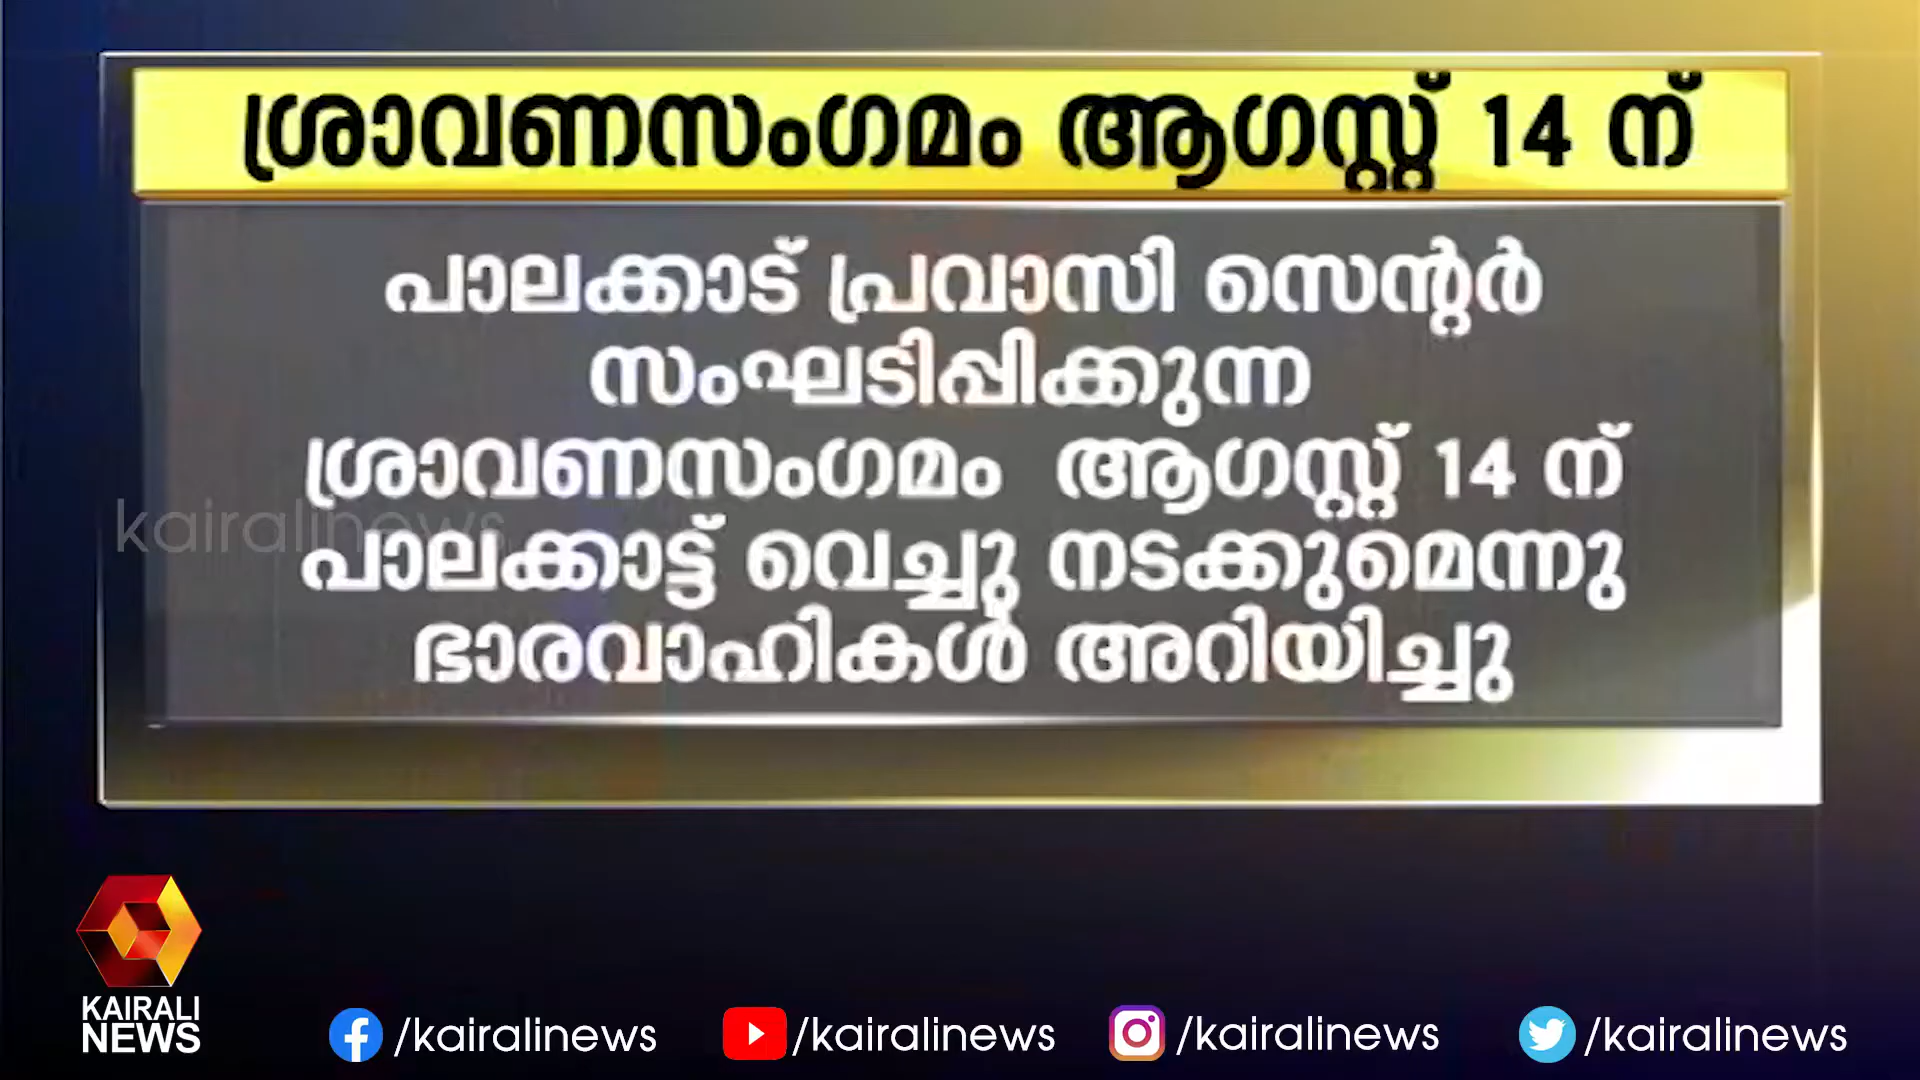 ശ്രാവണസംഗമം ആഗസ്റ്റ് 14 ന്
പാലക്കാട് പ്രവാസി സെന്റർ
സംഘടിപ്പിക്കുന്ന
ശ്രാവണസംഗമം ആഗസ്റ്റ് 14 ന്
kairalinews
പാലക്കാട്ട് വെച്ചു നടക്കുമെന്നു
ഭാരവാഹികൾ അറിയിച്ചു
KAIRALI
NEWS
/kairalinews /kairalinews /kairalinews /kairalinews